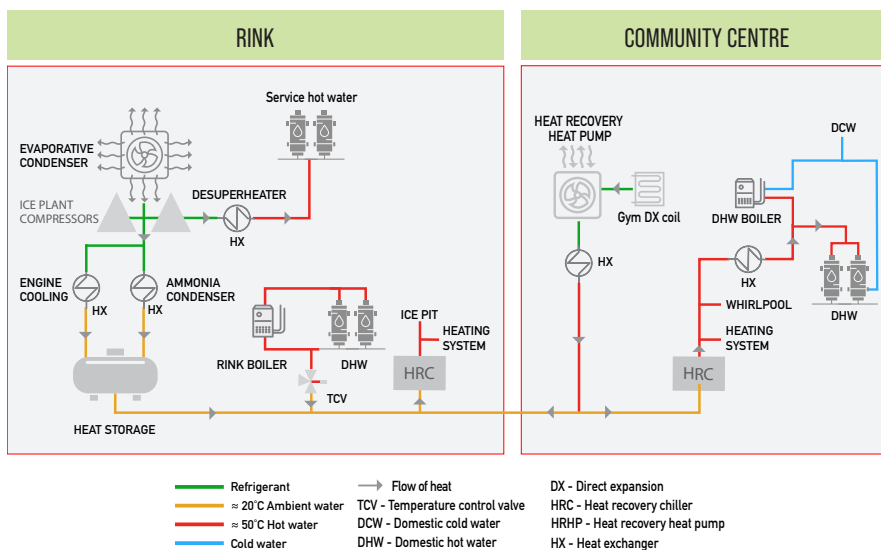 RINK
COMMUNITY CENTRE
Service hot water
EVAPORATIVE
CONDENSER
ICE PLANT
COMPRESSORS
DESUPERHEATER
HX
ENGINE
COOLING
HX
AMMONIA
CONDENSER
HX
HEAT STORAGE
RINK BOILER
DHW
TCV
ICE PIT
HEATING
SYSTEM
HRC
HEAT RECOVERY
HEAT PUMP
Gym DX coil
HX
DCW
DHW BOILER
HX
DHW
WHIRLPOOL
HEATING
SYSTEM
HRC
Refrigerant
≈ 20°C Ambient water
≈ 50°C Hot water
Cold water
Flow of heat
TCV - Temperature control valve
DCW - Domestic cold water
DHW - Domestic hot water
DX - Direct expansion
HRC - Heat recovery chiller
HRHP - Heat recovery heat pump
HX - Heat exchanger